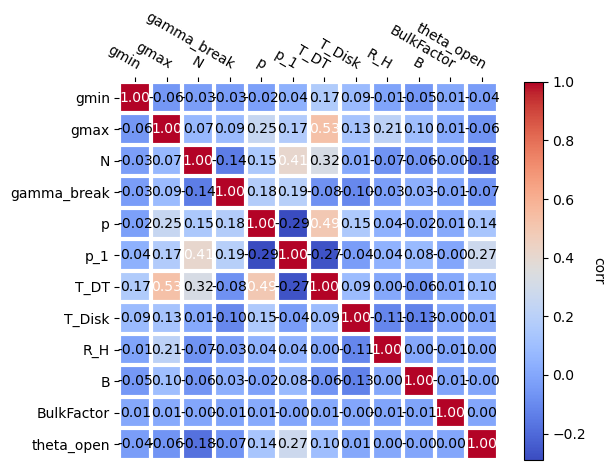 gmin gmax N gamma_break p p_1 T_DT T_Disk R_H B BulkFactor theta_open
gmin 1.00 -0.06 -0.03 -0.03 -0.02 0.04 0.17 0.09 -0.01 -0.05 0.01 -0.04
gmax -0.06 1.00 0.07 0.09 0.25 0.17 0.53 0.13 0.21 0.10 0.01 -0.06
N -0.03 0.07 1.00 -0.14 0.15 0.41 0.32 0.01 -0.07 -0.06 -0.00 -0.18
gamma_break -0.03 0.09 -0.14 1.00 0.18 0.19 -0.08 -0.10 -0.03 0.03 -0.01 -0.07
p -0.02 0.25 0.15 0.18 1.00 -0.29 0.49 0.15 0.04 -0.02 0.01 0.14
p_1 0.04 0.17 0.41 0.19 -0.29 1.00 -0.27 -0.04 0.04 0.08 -0.00 0.27
T_DT 0.17 0.53 0.32 -0.08 0.49 -0.27 1.00 0.09 0.00 -0.06 0.01 0.10
T_Disk 0.09 0.13 0.01 -0.10 0.15 -0.04 0.09 1.00 -0.11 -0.13 -0.00 0.01
R_H -0.01 0.21 -0.07 -0.03 0.04 0.04 0.00 -0.11 1.00 0.00 -0.01 0.00
B -0.05 0.10 -0.06 0.03 -0.02 0.08 -0.06 -0.13 0.00 1.00 -0.01 -0.00
BulkFactor 0.01 0.01 -0.00 -0.01 0.01 -0.00 0.01 -0.00 -0.01 -0.01 1.00 0.00
theta_open -0.04 -0.06 -0.18 -0.07 0.14 0.27 0.10 0.01 0.00 -0.00 0.00 1.00
1.0
0.8
0.6
0.4
0.2
0.0
−0.2
corr